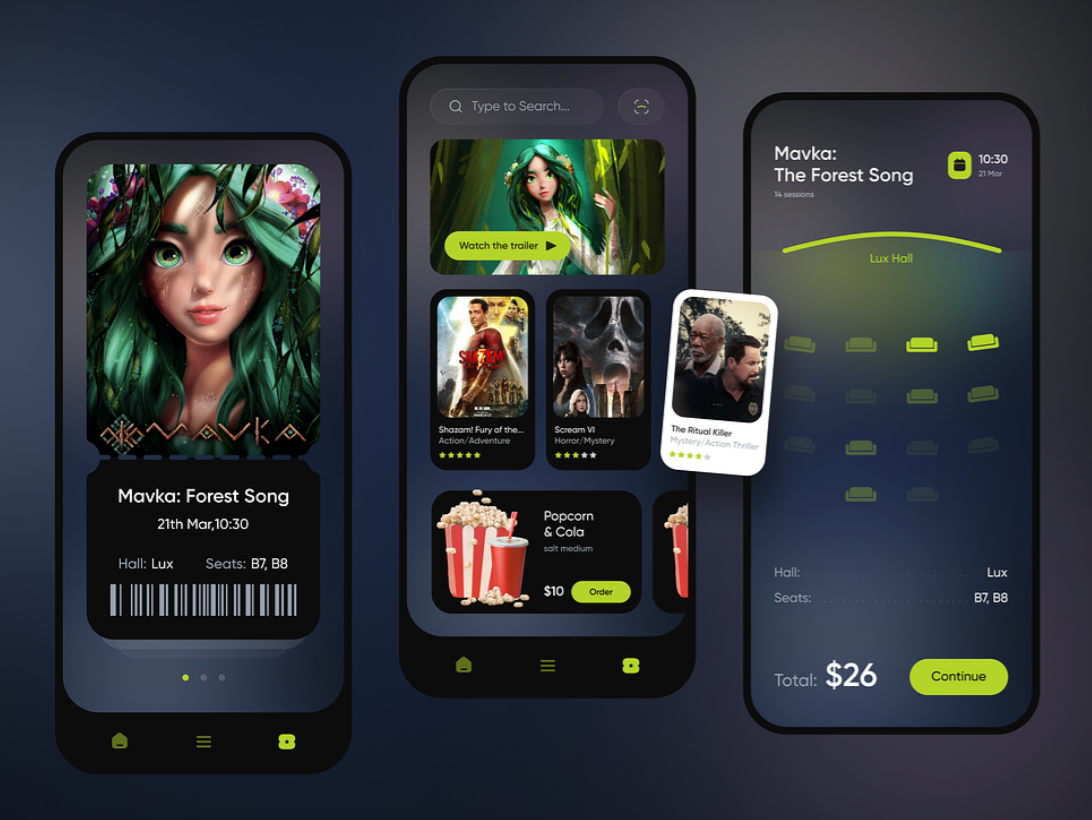 MAVKA
Mavka: Forest Song
21th Mar,10:30
Hall: Lux
Seats: B7, B8
Type to Search...
Watch the trailer
SHAZAM!
Shazam! Fury of the...
Action/Adventure
Scream VI
Horror/Mystery
The Ritual Killer
Mystery/Action Thriller
Popcorn
& Cola
salt medium
$10
Order
Mavka:
The Forest Song
14 sessions
10:30
21 Mar
Lux Hall
Hall: Lux
Seats: B7, B8
Total: $26
Continue